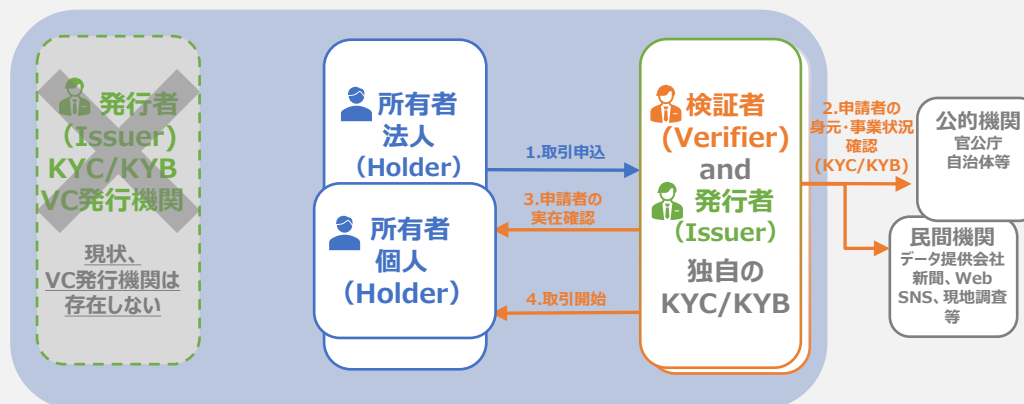 発行者
（Issuer）
KYC/KYB
VC発行機関
現状、
VC発行機関は
存在しない
所有者
法人
（Holder）
所有者
個人
（Holder）
1.取引申込
3.申請者の
実在確認
4.取引開始
検証者
(Verifier)
and
発行者
（Issuer）
独自の
KYC/KYB
2.申請者の
身元・事業状況
確認
(KYC/KYB)
公的機関
官公庁
自治体等
民間機関
データ提供会社
新聞、Web
SNS、現地調査
等